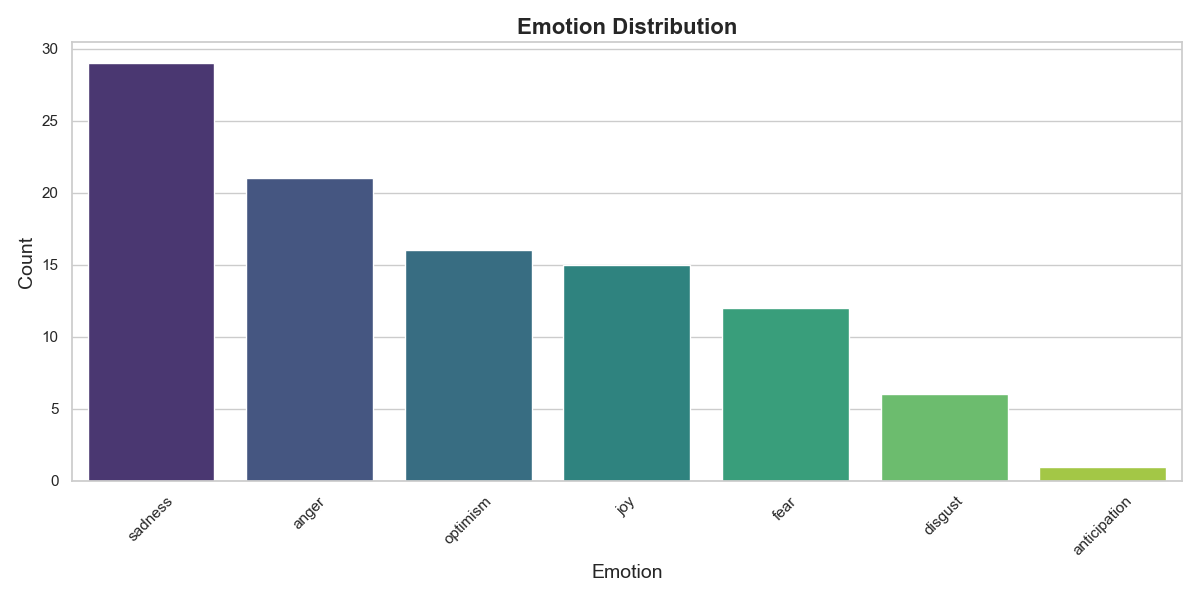 Emotion Distribution
30
25
20
15
10
5
0
Count
sadness
anger
optimism
joy
fear
disgust
anticipation
Emotion